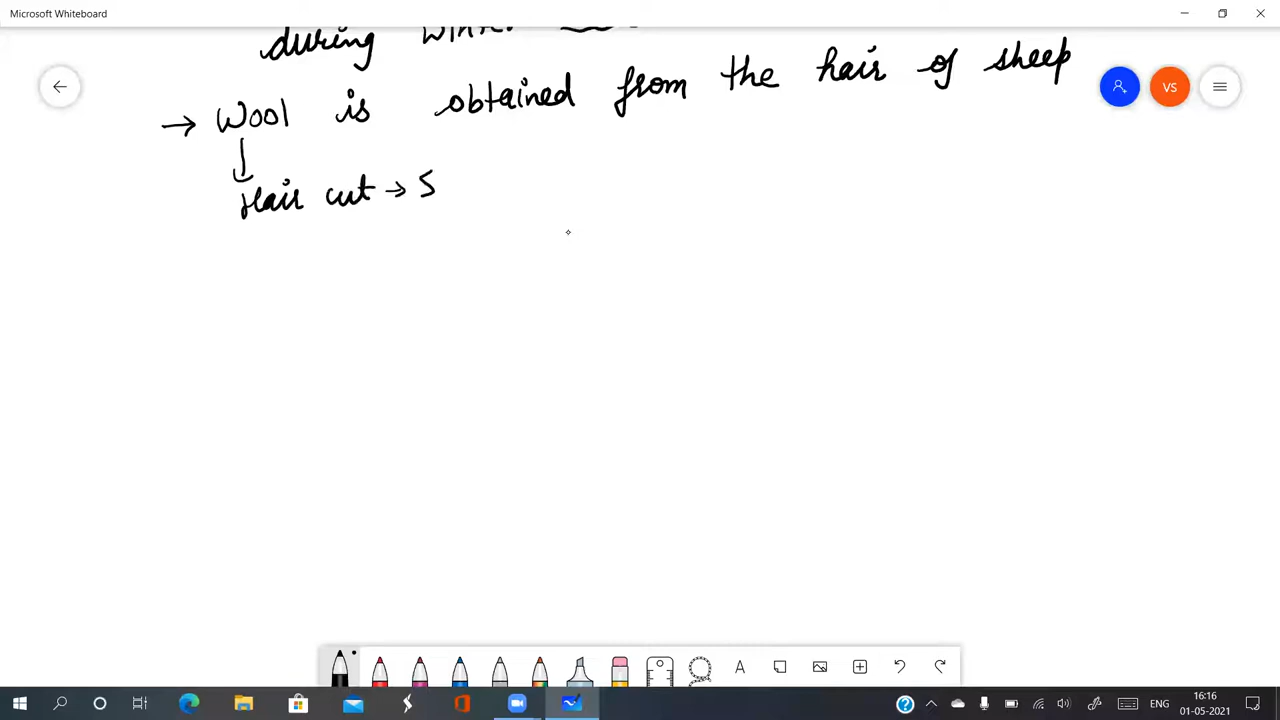 Microsoft Whiteboard
during
→ Wool is obtained from the hair of sheep
VS
Hair cut → S
A
ENG
16:16
01-05-2021